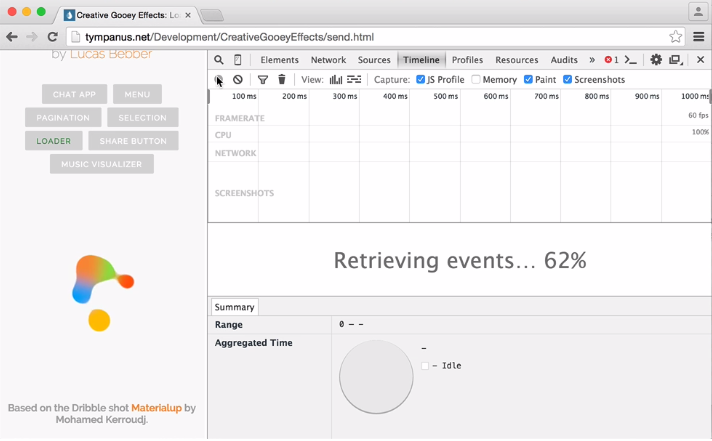 Creative Gooey Effects: Lo
tympanus.net/Development/CreativeGooeyEffects/send.html
by Lucas Bebber
CHAT APP MENU
PAGINATION SELECTION
LOADER SHARE BUTTON
MUSIC VISUALIZER
Based on the Dribble shot Materialup by
Mohamed Kerroudj.
Elements Network Sources Timeline Profiles Resources Audits » 1
View: Capture: JS Profile Memory Paint Screenshots
100 ms 200 ms 300 ms 400 ms 500 ms 600 ms 700 ms 800 ms 900 ms 1000 ms
FRAMERATE 60 fps
CPU 100%
NETWORK
SCREENSHOTS
Retrieving events... 62%
Summary
Range 0 – –
Aggregated Time –
– Idle